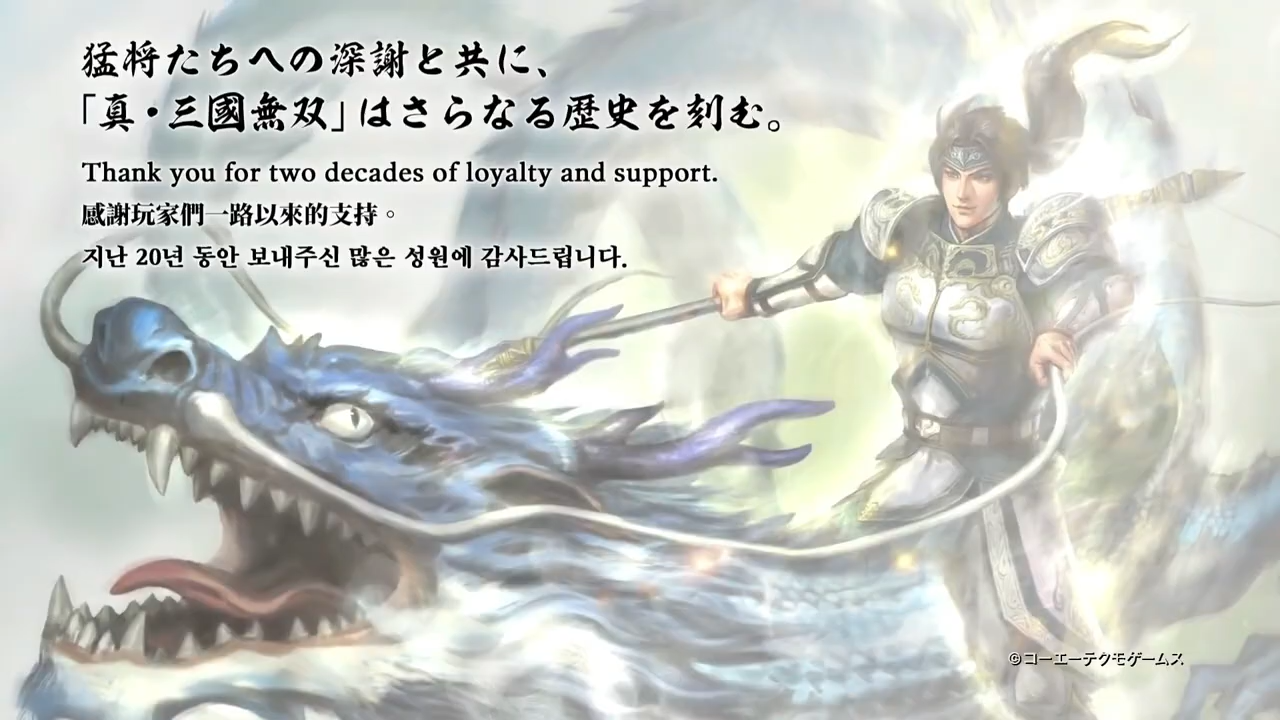 猛将たちへの深謝と共に、
「真・三國無双」はさらなる歴史を刻む。
Thank you for two decades of loyalty and support.
感謝玩家們一路以來的支持。
지난 20년 동안 보내주신 많은 성원에 감사드립니다.
©コーエーテクモゲームス